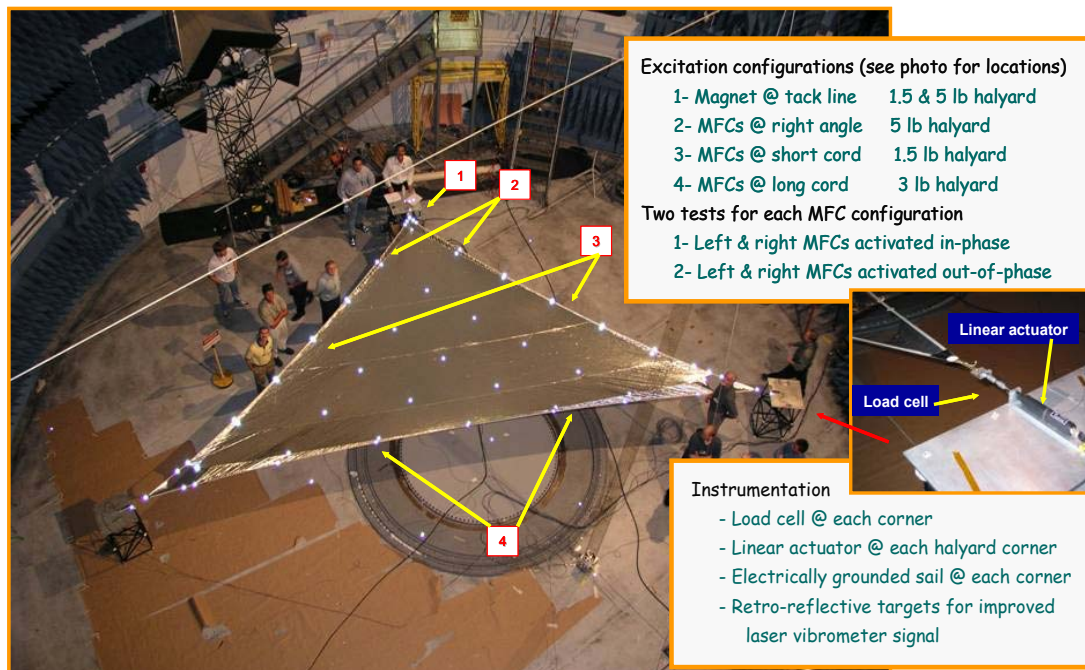 Excitation configurations (see photo for locations)
1- Magnet @ tack line 1.5 & 5 lb halyard
2- MFCs @ right angle 5 lb halyard
3- MFCs @ short cord 1.5 lb halyard
4- MFCs @ long cord 3 lb halyard
Two tests for each MFC configuration
1- Left & right MFCs activated in-phase
2- Left & right MFCs activated out-of-phase
1
2
3
4
Linear actuator
Load cell
Instrumentation
- Load cell @ each corner
- Linear actuator @ each halyard corner
- Electrically grounded sail @ each corner
- Retro-reflective targets for improved
laser vibrometer signal